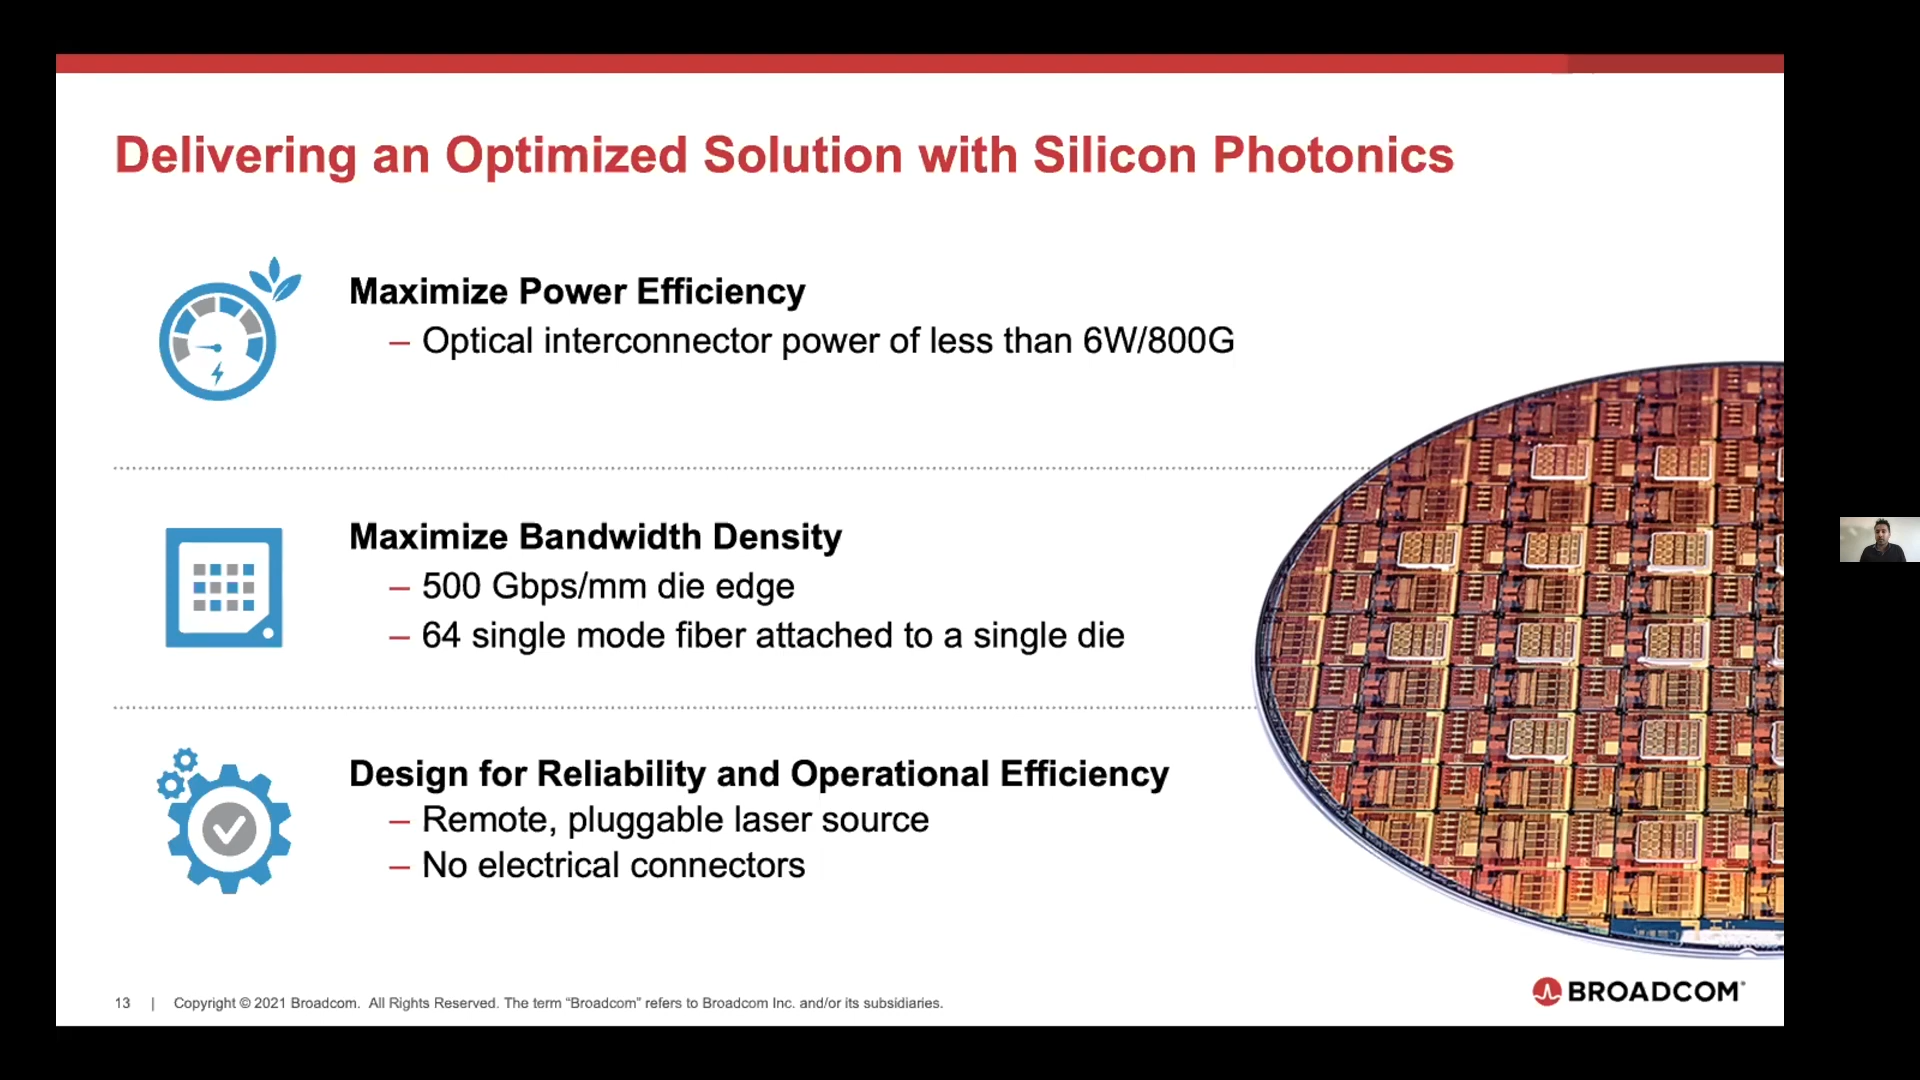 Delivering an Optimized Solution with Silicon Photonics
Maximize Power Efficiency
– Optical interconnector power of less than 6W/800G
Maximize Bandwidth Density
– 500 Gbps/mm die edge
– 64 single mode fiber attached to a single die
Design for Reliability and Operational Efficiency
– Remote, pluggable laser source
– No electrical connectors
13 | Copyright © 2021 Broadcom. All Rights Reserved. The term “Broadcom” refers to Broadcom Inc. and/or its subsidiaries.
BROADCOM®